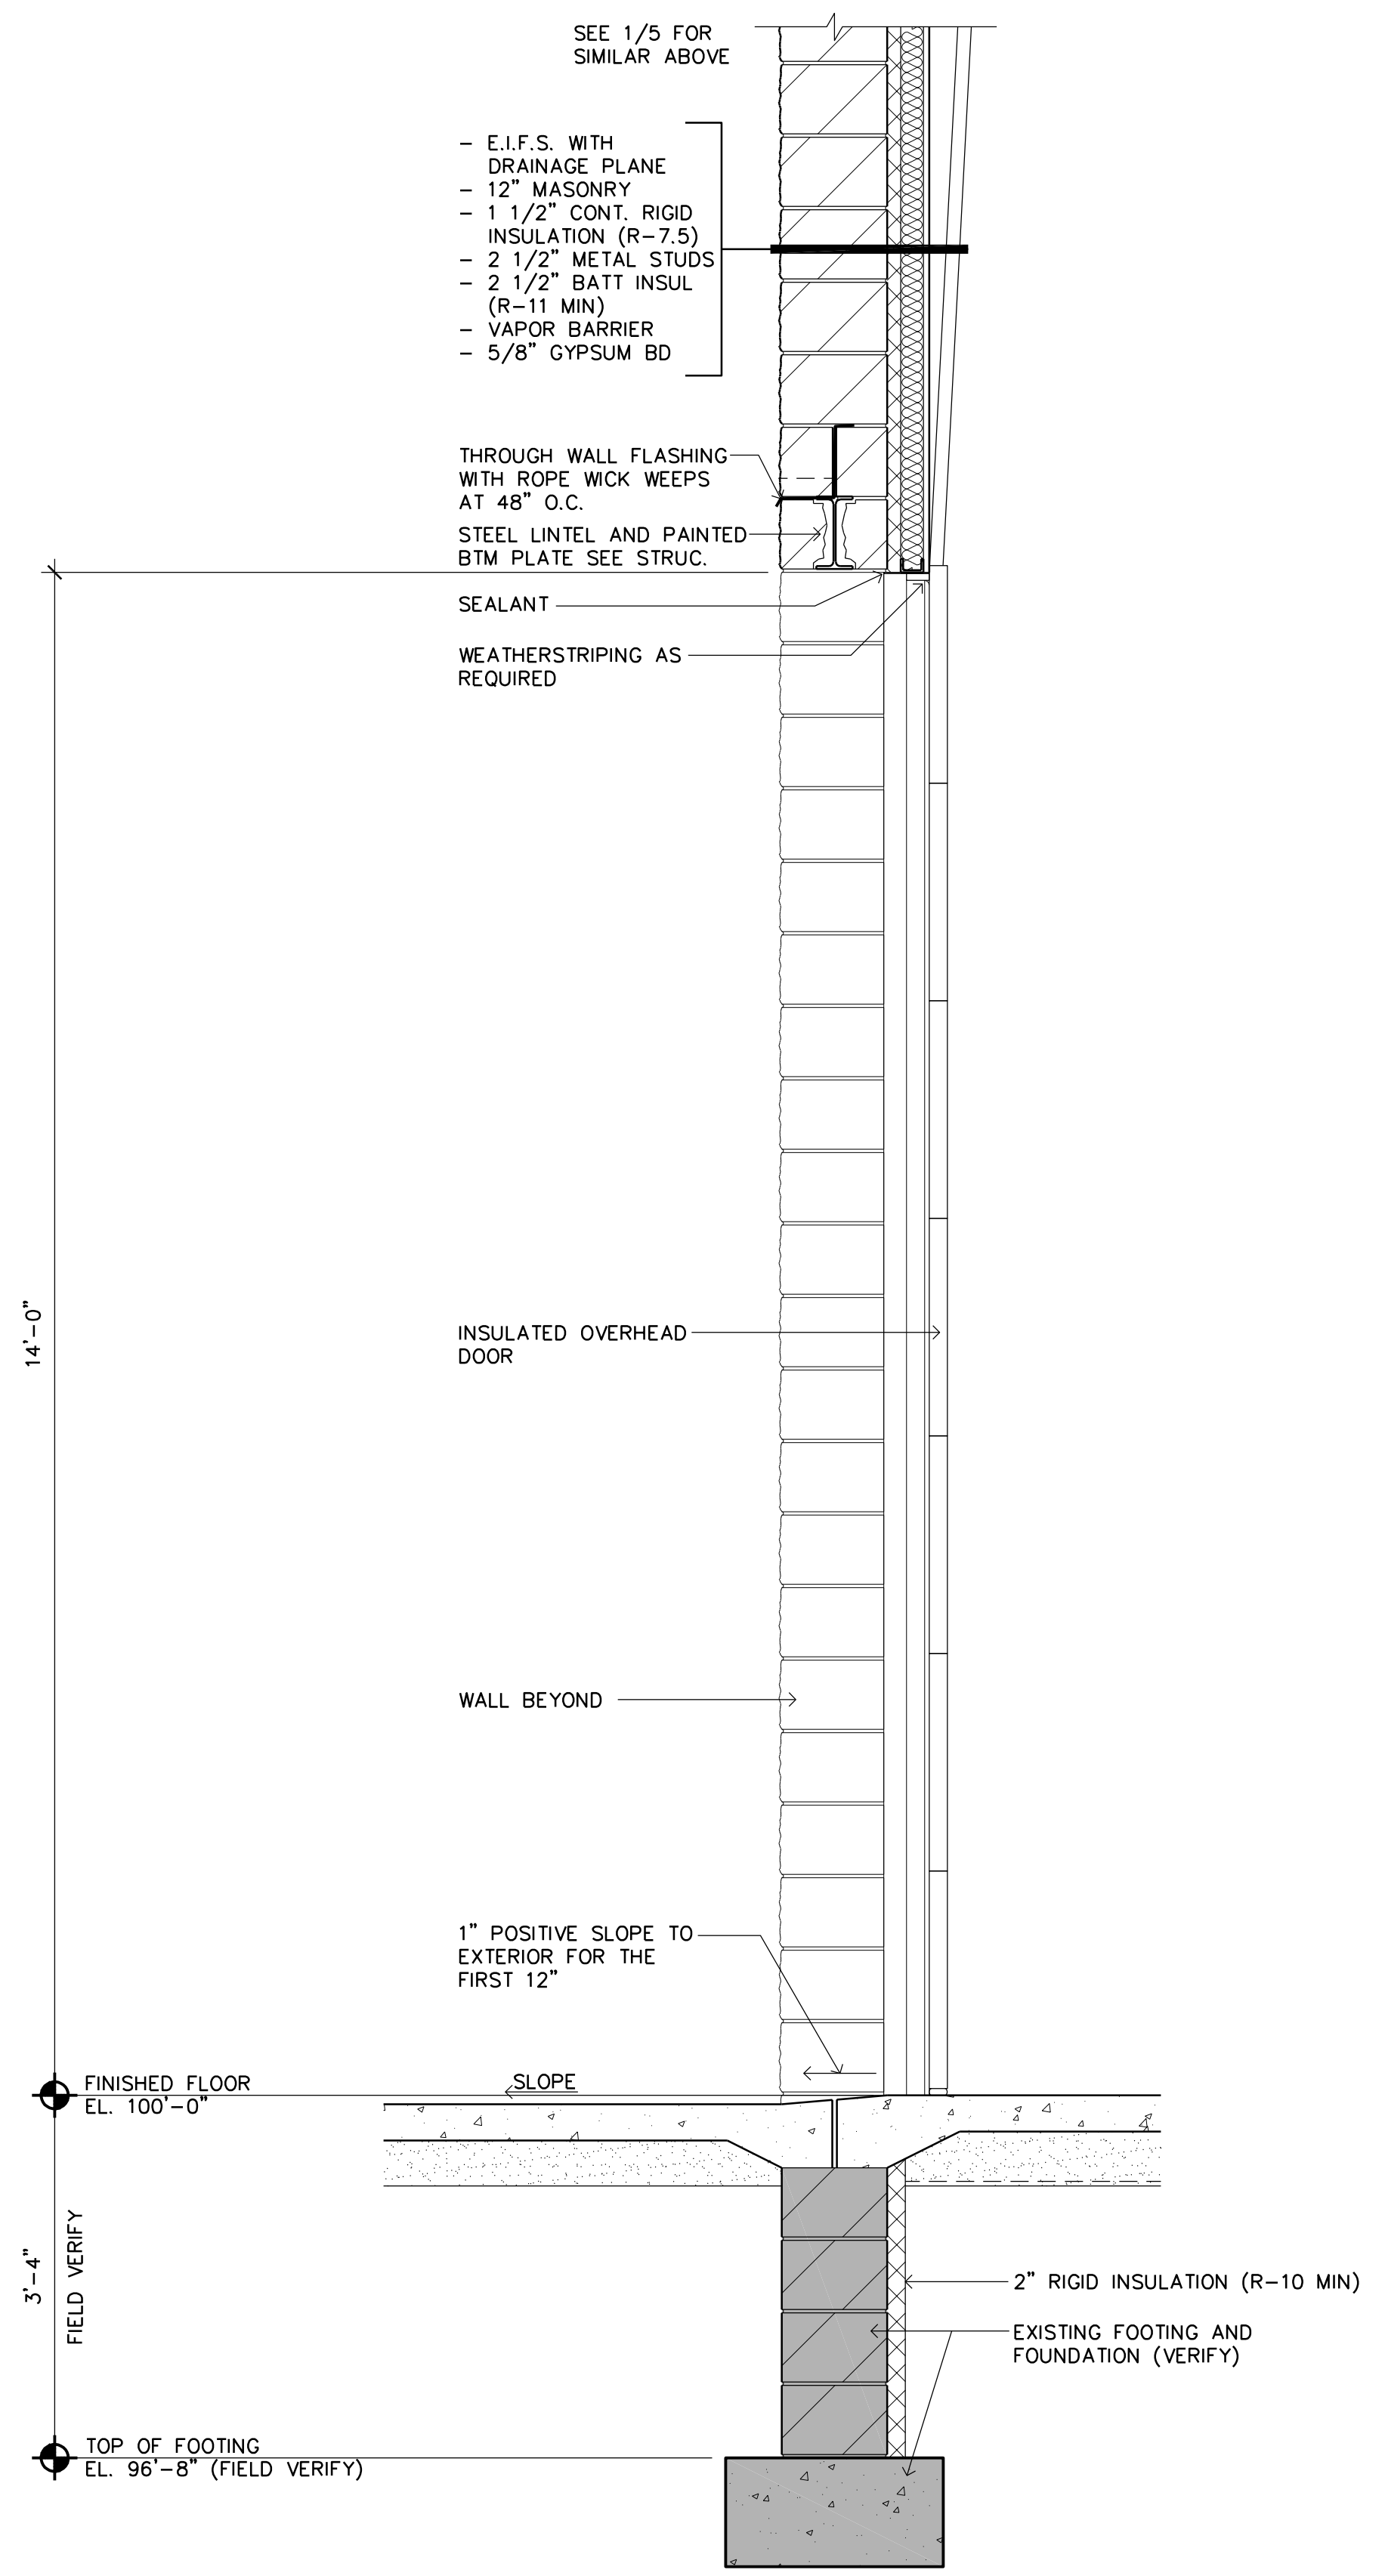 SEE 1/5 FOR
SIMILAR ABOVE
– E.I.F.S. WITH
DRAINAGE PLANE
– 12" MASONRY
– 1 1/2" CONT. RIGID
INSULATION (R–7.5)
– 2 1/2" METAL STUDS
– 2 1/2" BATT INSUL
(R–11 MIN)
– VAPOR BARRIER
– 5/8" GYPSUM BD
THROUGH WALL FLASHING
WITH ROPE WICK WEEPS
AT 48" O.C.
STEEL LINTEL AND PAINTED
BTM PLATE SEE STRUC.
SEALANT
WEATHERSTRIPING AS
REQUIRED
14'–0"
INSULATED OVERHEAD
DOOR
WALL BEYOND
1" POSITIVE SLOPE TO
EXTERIOR FOR THE
FIRST 12"
SLOPE
FINISHED FLOOR
EL. 100'–0"
3'–4"
FIELD VERIFY
2" RIGID INSULATION (R–10 MIN)
EXISTING FOOTING AND
FOUNDATION (VERIFY)
TOP OF FOOTING
EL. 96'–8" (FIELD VERIFY)